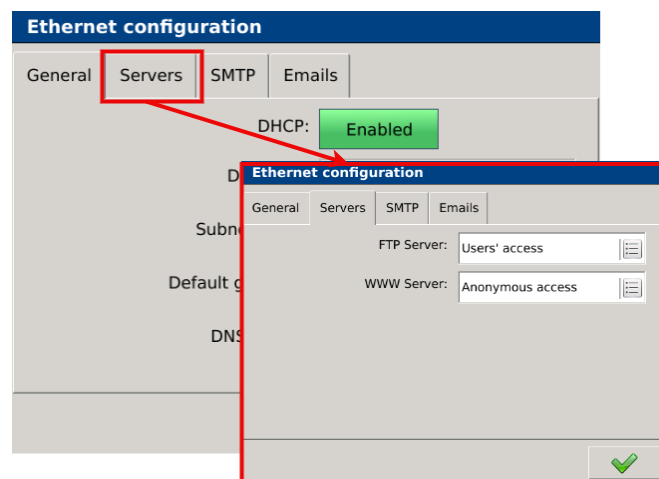 Ethernet configuration
General Servers SMTP Emails
DHCP: Enabled
Ethernet configuration
General Servers SMTP Emails
FTP Server: Users' access
WWW Server: Anonymous access
Default
DNS